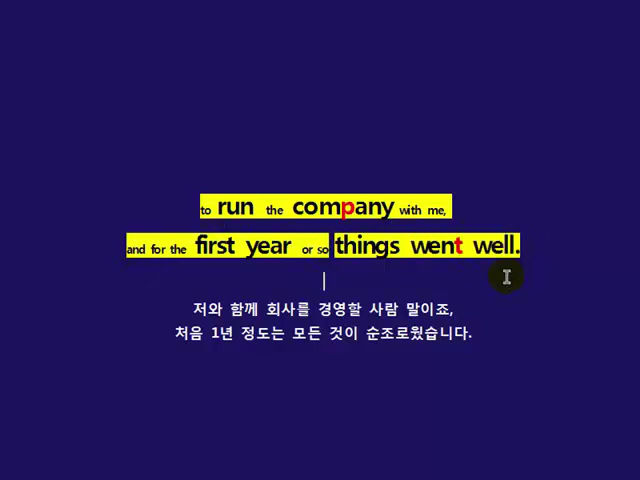 to run the company with me,
and for the first year or so things went well.
저와 함께 회사를 경영할 사람 말이죠,
처음 1년 정도는 모든 것이 순조로웠습니다.